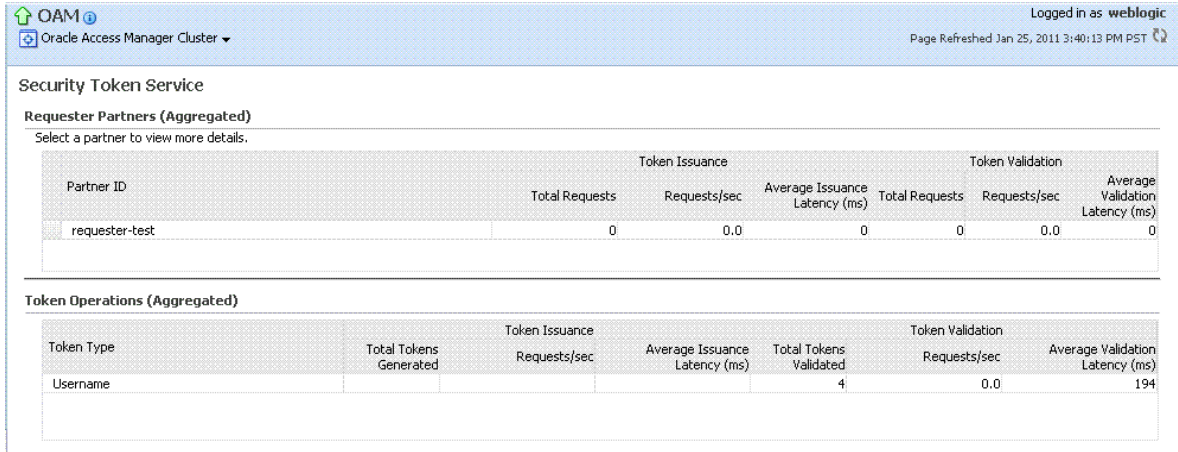 OAM
Logged in as weblogic
Oracle Access Manager Cluster
Page Refreshed Jan 25, 2011 3:40:13 PM PST
Security Token Service
Requester Partners (Aggregated)
Select a partner to view more details.
Token Issuance Token Validation
Partner ID Total Requests Requests/sec Average Issuance Latency (ms) Total Requests Requests/sec Average Validation Latency (ms)
requester-test 0 0.0 0 0 0.0 0
Token Operations (Aggregated)
Token Issuance Token Validation
Token Type Total Tokens Generated Requests/sec Average Issuance Latency (ms) Total Tokens Validated Requests/sec Average Validation Latency (ms)
Username 4 0.0 194